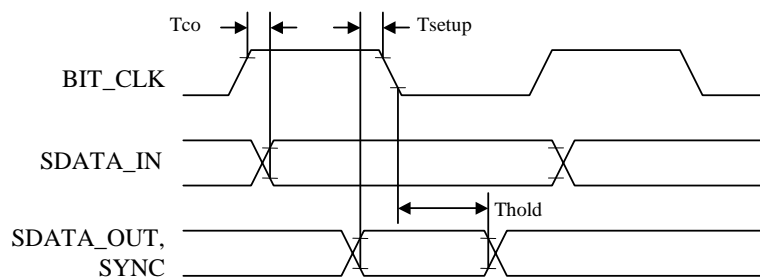 Tco
Tsetup
BIT_CLK
SDATA_IN
Thold
SDATA_OUT,
SYNC